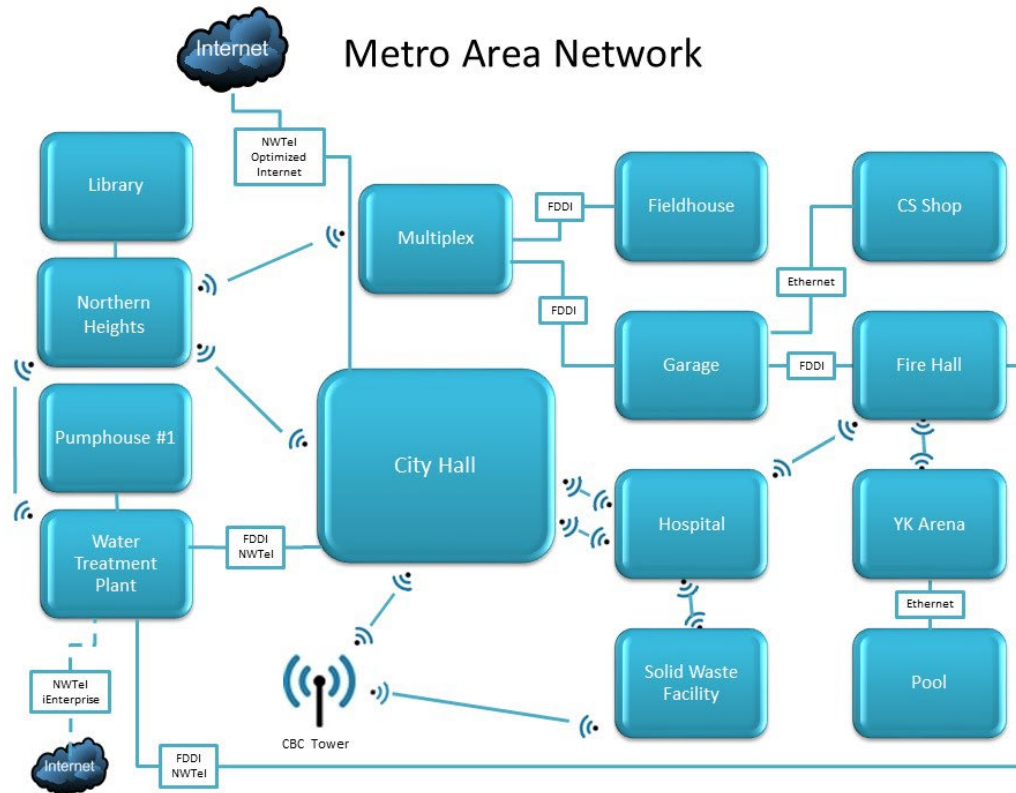 Internet
Metro Area Network
NWTel
Optimized
Internet
Library
Multiplex
FDDI
Fieldhouse
CS Shop
Northern
Heights
FDDI
Ethernet
Garage
FDDI
Fire Hall
Pumphouse #1
City Hall
Hospital
YK Arena
Water
Treatment
Plant
FDDI
NWTel
Ethernet
NWTel
iEnterprise
Solid Waste
Facility
Pool
CBC Tower
Internet
FDDI
NWTel